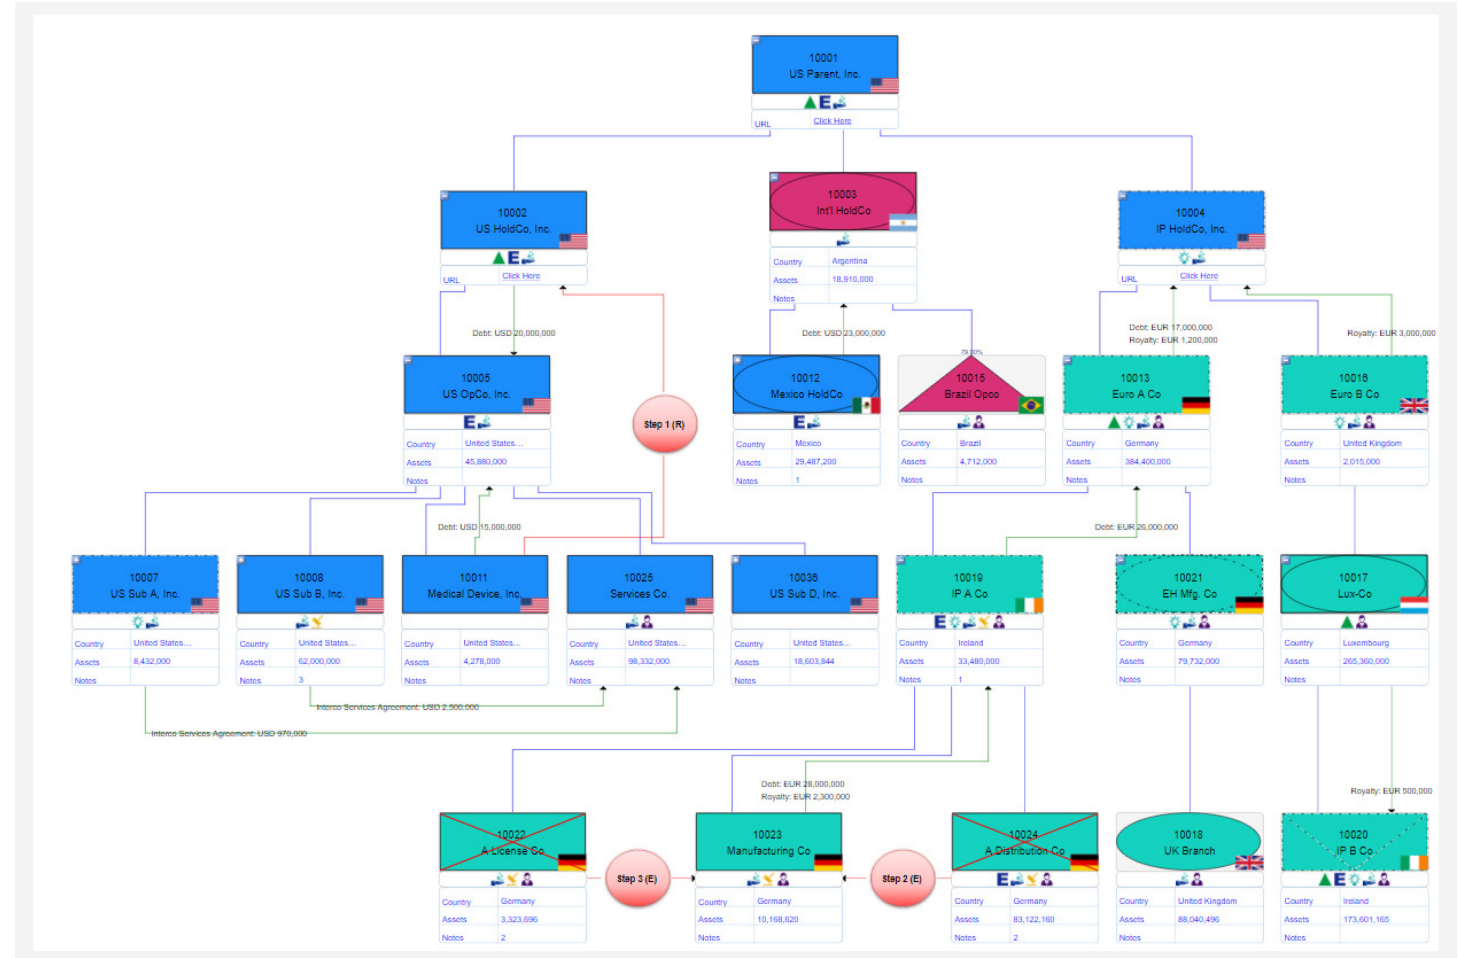 10001
US Parent, Inc.
E
URL Click Here
10002
US HoldCo, Inc.
E
URL Click Here
10003
Int'l HoldCo
Country Argentina
Assets 18,910,000
Notes
10004
IP HoldCo, Inc.
URL Click Here
Debt: USD 20,000,000
Debt: USD 23,000,000
Debt: EUR 17,000,000
Royalty: EUR 1,200,000
Royalty: EUR 3,000,000
10005
US OpCo, Inc.
E
Country United States...
Assets 45,880,000
Notes
Step 1 (R)
10012
Mexico HoldCo
E
Country Mexico
Assets 29,487,200
Notes 1
10015
Brazil Opco
Country Brazil
Assets 4,712,000
Notes
10013
Euro A Co
Country Germany
Assets 384,400,000
Notes
10016
Euro B Co
Country United Kingdom
Assets 2,015,000
Notes
Debt: USD 15,000,000
Debt: EUR 26,000,000
10007
US Sub A, Inc.
Country United States...
Assets 8,432,000
Notes
10008
US Sub B, Inc.
Country United States...
Assets 62,000,000
Notes 3
10011
Medical Device, Inc.
Country United States...
Assets 4,278,000
Notes
10025
Services Co.
Country United States...
Assets 98,332,000
Notes
10036
US Sub D, Inc.
Country United States...
Assets 18,603,844
Notes
10019
IP A Co
E
Country Ireland
Assets 33,480,000
Notes 1
10021
EH Mfg. Co
Country Germany
Assets 79,732,000
Notes
10017
Lux-Co
Country Luxembourg
Assets 265,360,000
Notes
Interco Services Agreement: USD 2,500,000
Interco Services Agreement: USD 970,000
Debt: EUR 28,000,000
Royalty: EUR 2,300,000
Royalty: EUR 500,000
10022
A License Co
Country Germany
Assets 3,323,696
Notes 2
Step 3 (E)
10023
Manufacturing Co
Country Germany
Assets 10,168,620
Notes
Step 2 (E)
10024
A Distribution Co
E
Country Germany
Assets 83,122,160
Notes 2
10018
UK Branch
Country United Kingdom
Assets 88,040,496
Notes
10020
IP B Co
E
Country Ireland
Assets 173,601,165
Notes